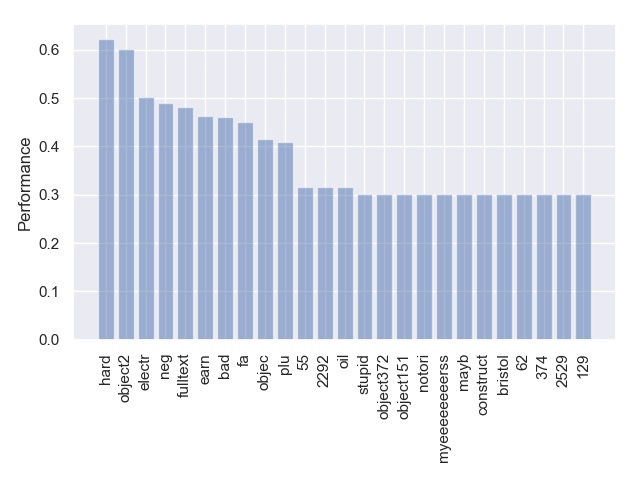 0.6
0.5
0.4
0.3
0.2
0.1
0.0
Performance
hard
object2
electr
neg
fulltext
earn
bad
fa
objec
plu
55
2292
oil
stupid
object372
object151
notori
myeeeeeeeerss
mayb
construct
bristol
62
374
2529
129